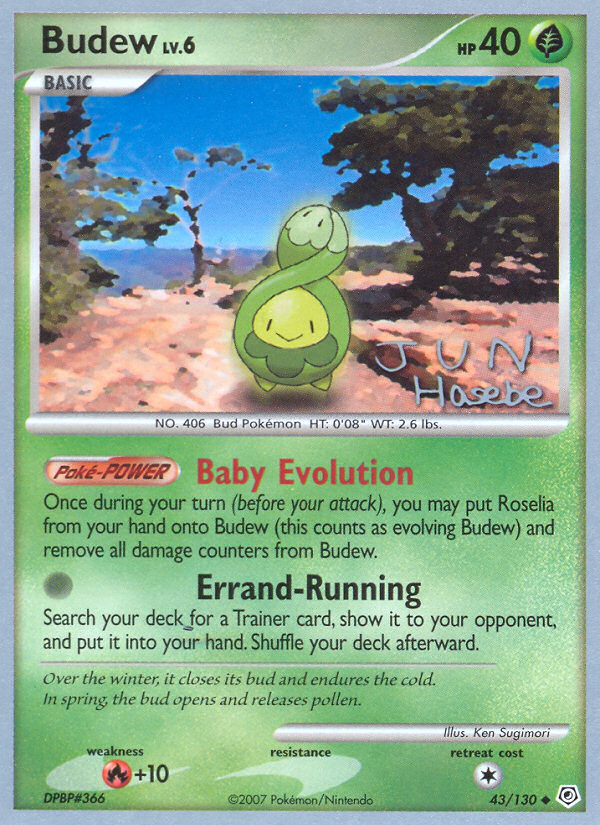 Budew LV.6 HP 40
BASIC
JUN
Hasebe
NO. 406 Bud Pokémon HT: 0'08" WT: 2.6 lbs.
Poké-POWER Baby Evolution
Once during your turn (before your attack), you may put Roselia
from your hand onto Budew (this counts as evolving Budew) and
remove all damage counters from Budew.
Errand-Running
Search your deck for a Trainer card, show it to your opponent,
and put it into your hand. Shuffle your deck afterward.
Over the winter, it closes its bud and endures the cold.
In spring, the bud opens and releases pollen.
Illus. Ken Sugimori
weakness resistance retreat cost
+10
DPBP#366 ©2007 Pokémon/Nintendo 43/130